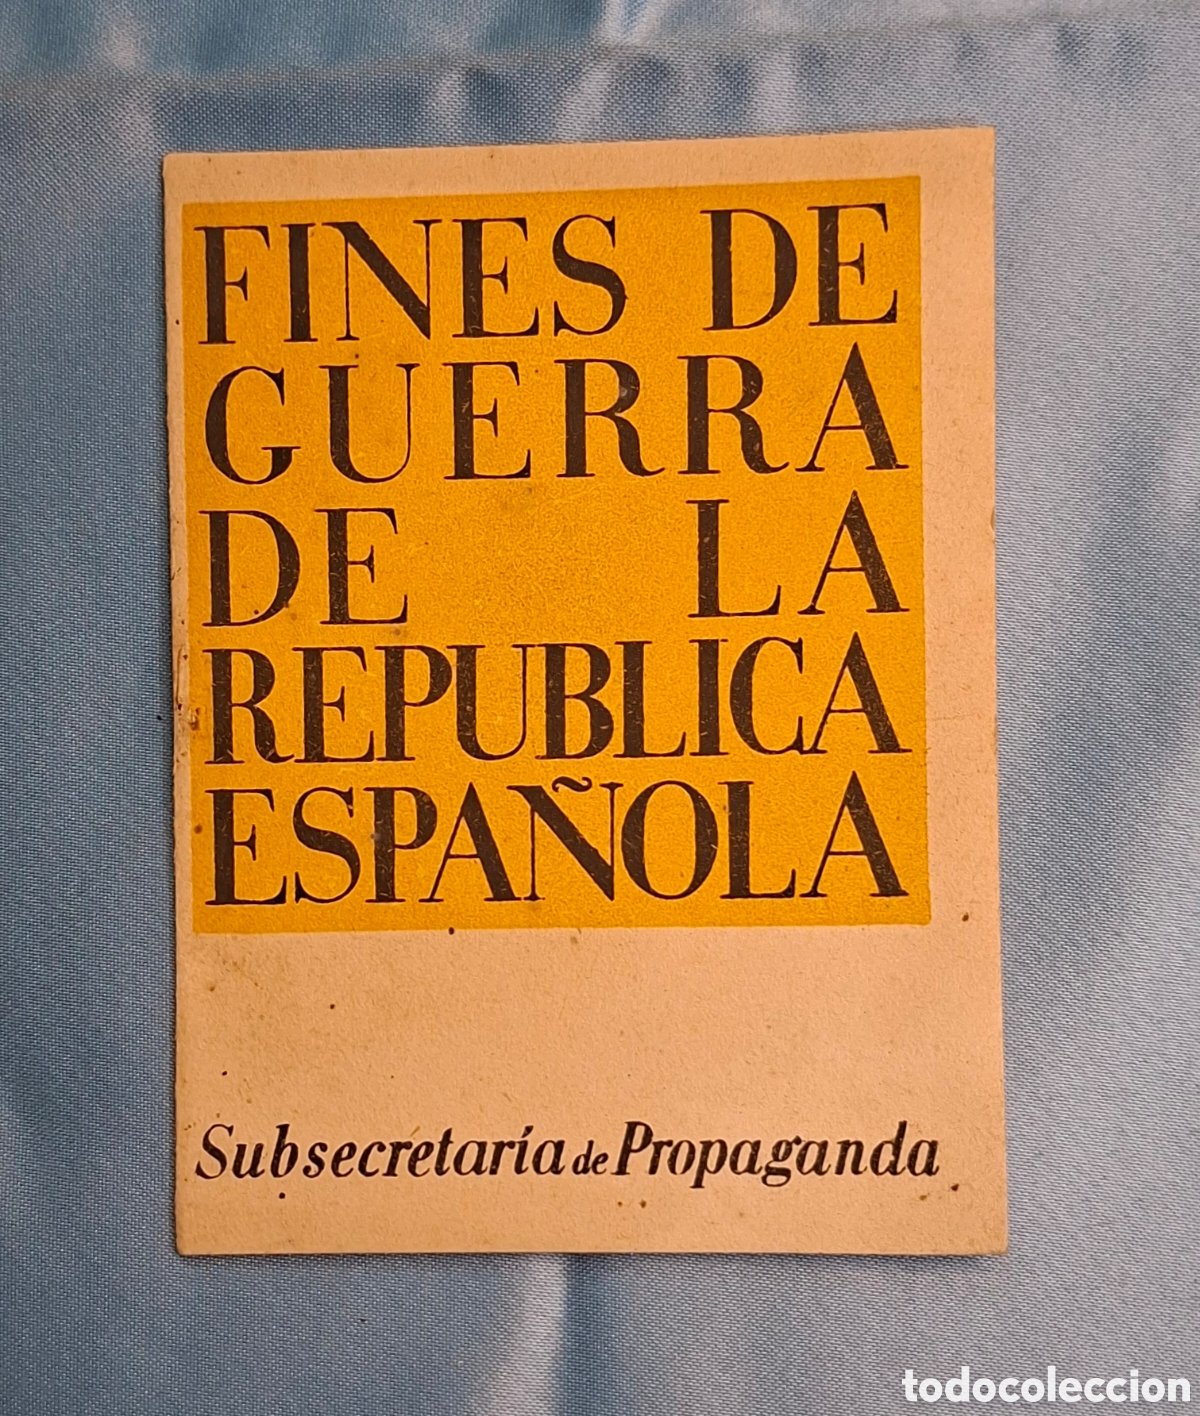 FINES DE
GUERRA
DE LA
REPUBLICA
ESPAÑOLA
Subsecretaría de Propaganda
todocoleccion